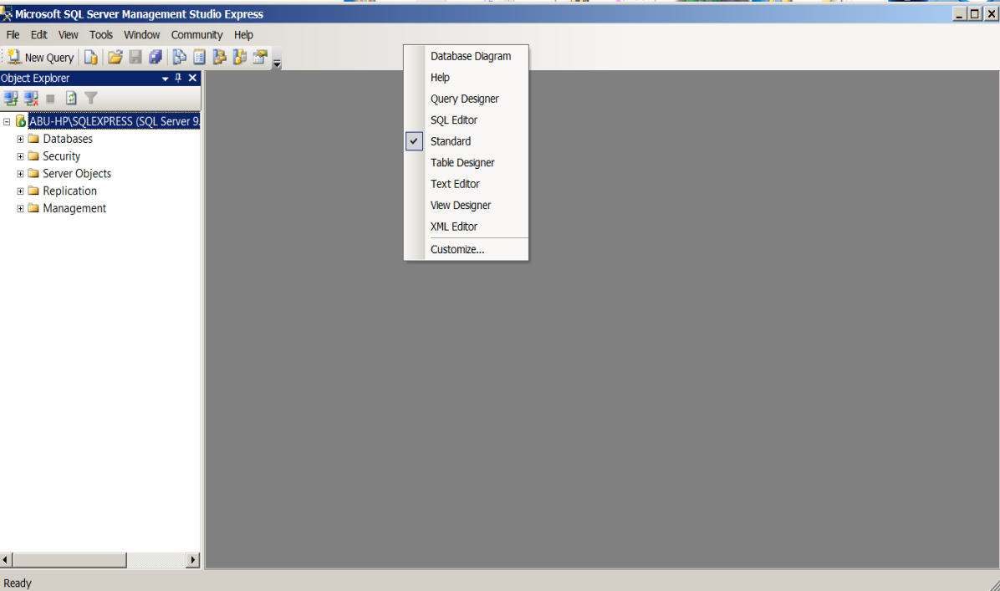 Microsoft SQL Server Management Studio Express
File Edit View Tools Window Community Help
New Query
Object Explorer
ABU-HP\SQLEXPRESS (SQL Server 9.
Databases
Security
Server Objects
Replication
Management
Database Diagram
Help
Query Designer
SQL Editor
Standard
Table Designer
Text Editor
View Designer
XML Editor
Customize...
Ready